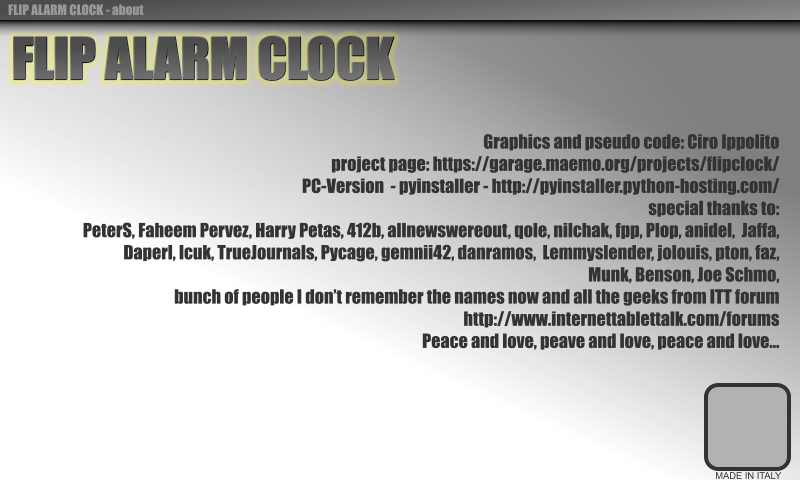 FLIP ALARM CLOCK - about
FLIP ALARM CLOCK
Graphics and pseudo code: Ciro Ippolito
project page: https://garage.maemo.org/projects/flipclock/
PC-Version - pyinstaller - http://pyinstaller.python-hosting.com/
special thanks to:
PeterS, Faheem Pervez, Harry Petas, 412b, allnewswereout, qole, nilchak, fpp, Plop, anidel, Jaffa,
Daperl, lcuk, TrueJournals, Pycage, gemnii42, danramos, Lemmyslender, jolouis, pton, faz,
Munk, Benson, Joe Schmo,
bunch of people I don't remember the names now and all the geeks from ITT forum
http://www.internettablettalk.com/forums
Peace and love, peave and love, peace and love...
MADE IN ITALY